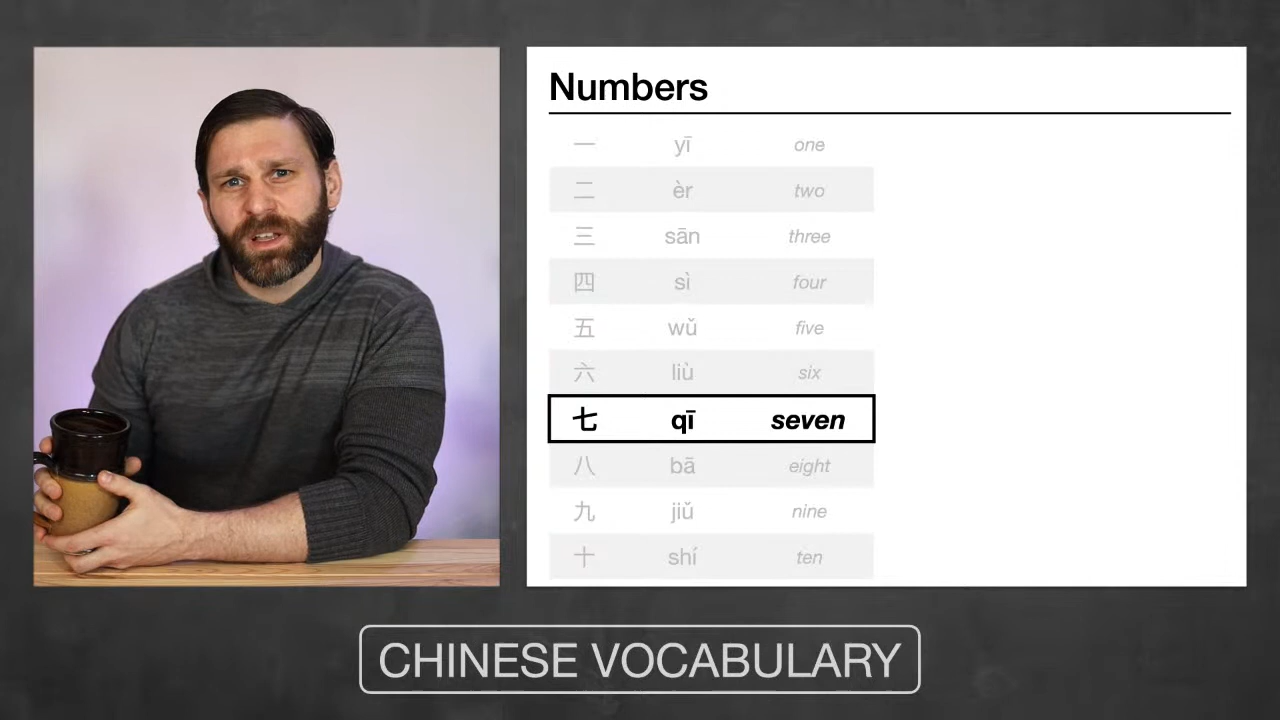 Numbers
一 yī one
二 èr two
三 sān three
四 sì four
五 wǔ five
六 liù six
七 qī seven
八 bā eight
九 jiǔ nine
十 shí ten
CHINESE VOCABULARY